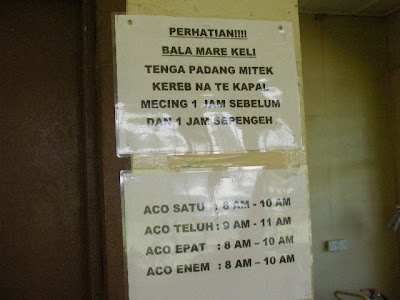 PERHATIAN!!!!
BALA MARE KELI
TENGA PADANG MITEK
KEREB NA TE KAPAL
MECING 1 JAM SEBELUM
DAN 1 JAM SEPENGEH.
ACO SATU : 8 AM - 10 AM
ACO TELUH : 9 AM - 11 AM
ACO EPAT : 8 AM - 10 AM
ACO ENEM : 8 AM - 10 AM